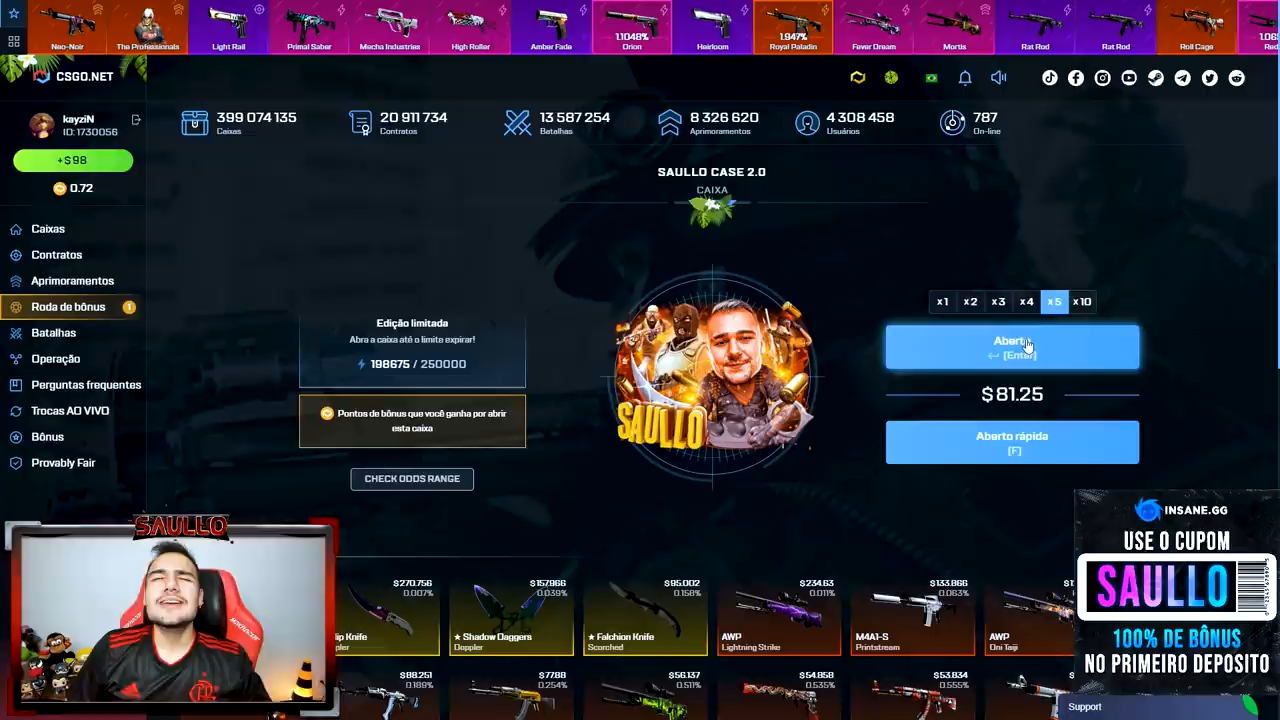 Neo-Noir
The Professionals
Light Rail
Primal Saber
Mecha Industries
High Roller
Amber Fade
1.1048%
Orion
Heirloom
1.947%
Royal Paladin
Fever Dream
Mortis
Rat Rod
Rat Rod
Roll Cage
CSGO.NET
kayziN
ID: 1730056
+$98
0.72
399 074 135
Caixas
20 911 734
Contratos
13 587 254
Batalhas
8 326 620
Aprimoramentos
4 308 458
Usuários
787
On-line
Caixas
Contratos
Aprimoramentos
Roda de bônus 1
Batalhas
Operação
Perguntas frequentes
Trocas AO VIVO
Bônus
Provably Fair
SAULLO CASE 2.0
CAIXA
Edição limitada
Abra a caixa até o limite expirar!
198675 / 250000
Pontos de bônus que você ganha por abrir
esta caixa
CHECK ODDS RANGE
SAULLO
x1 x2 x3 x4 x5 x10
[Enter]
$81.25
Aberto rápida
[F]
$270.756
0.007%
Knife
Doppler
$157.966
0.039%
★ Shadow Daggers
Doppler
$95.002
0.158%
★ Falchion Knife
Scorched
$234.63
0.011%
AWP
Lightning Strike
$133.866
0.063%
M4A1-S
Printstream
AWP
Oni Taiji
$88.251
0.189%
$77.88
0.254%
$56.137
0.511%
$54.858
0.535%
$53.834
0.555%
SAULLO
INSANE.GG
USE O CUPOM
SAULLO
100% DE BÔNUS
NO PRIMEIRO DEPOSITO
Support